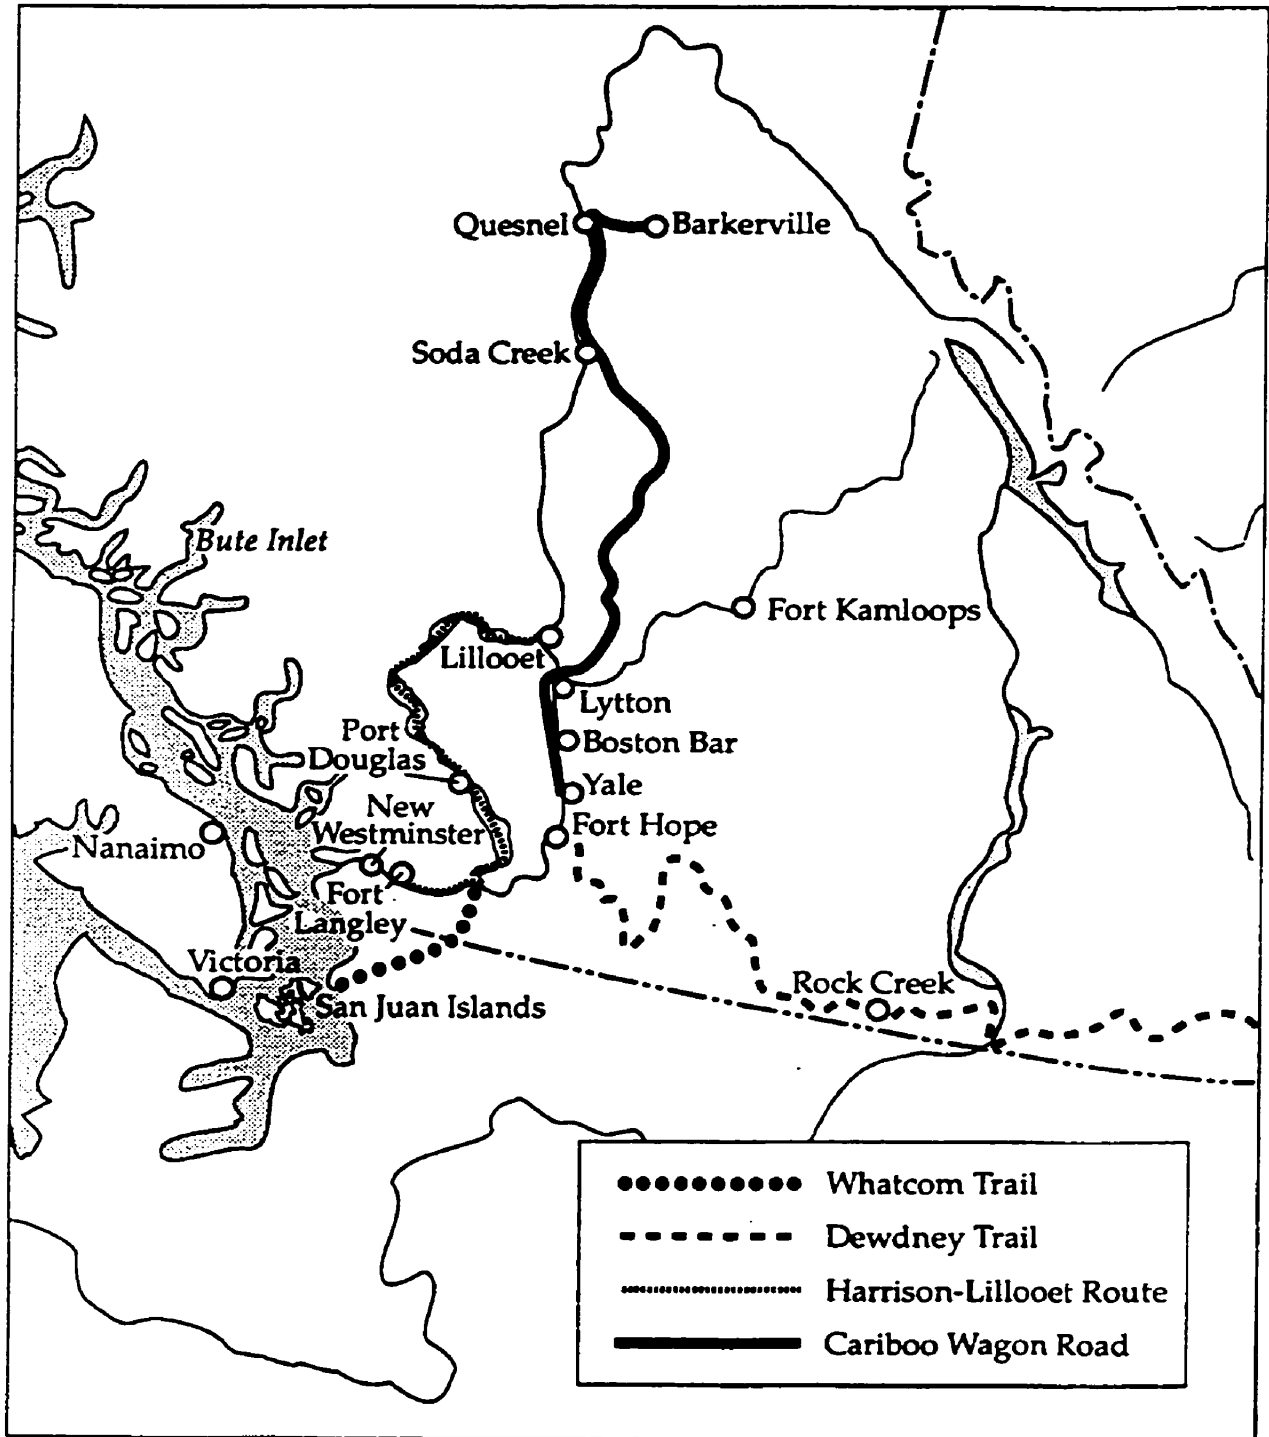 Quesnel
Barkerville
Soda Creek
Bute Inlet
Fort Kamloops
Lillooet
Lytton
Port
Douglas
Boston Bar
Yale
New
Westminster
Fort Hope
Nanaimo
Fort
Langley
Victoria
Rock Creek
San Juan Islands
Whatcom Trail
Dewdney Trail
Harrison-Lillooet Route
Cariboo Wagon Road